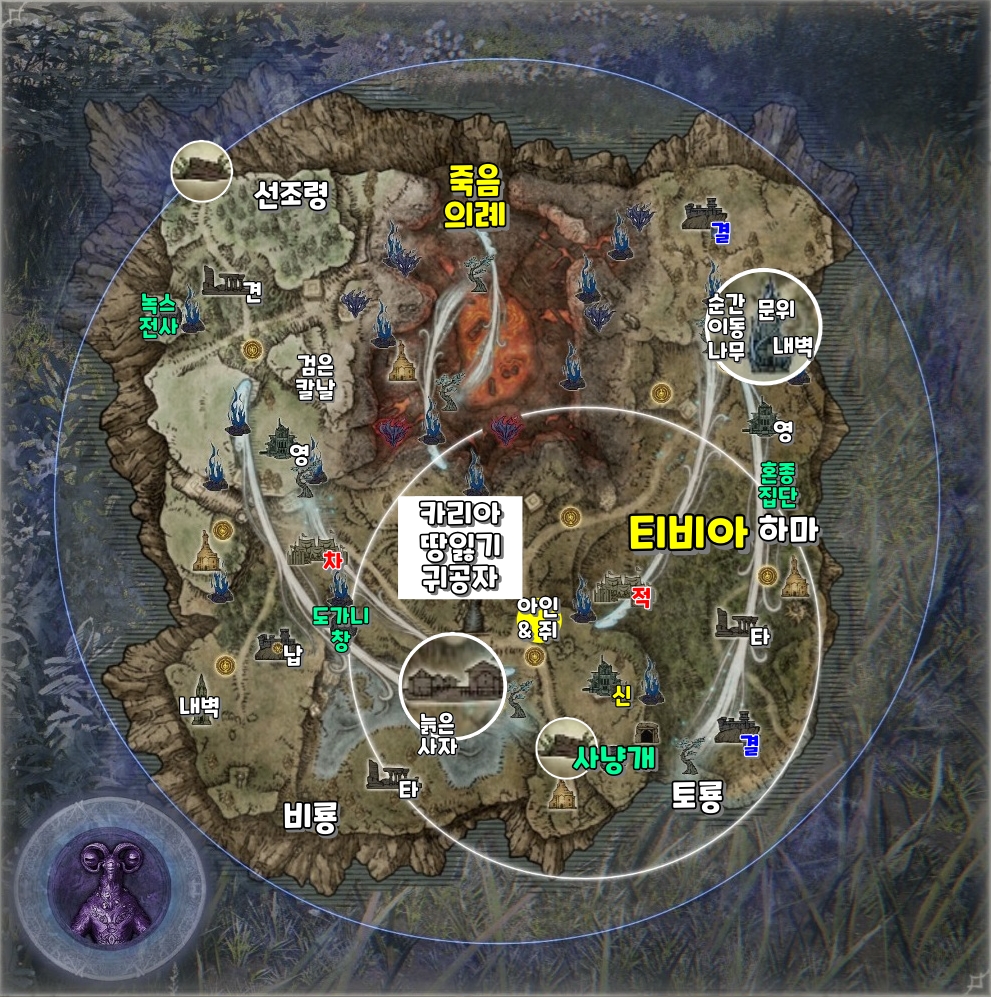 죽음
의례
선조령
결
견
녹스
전사
순간
이동
나무
문위
내벽
검은
칼날
영
영
혼종
집단
카리아
땅잃기
귀공자
티비아
하마
차
적
아인
& 쥐
도가니
창
타
납
신
내벽
늙은
사자
결
사냥개
타
토룡
비룡